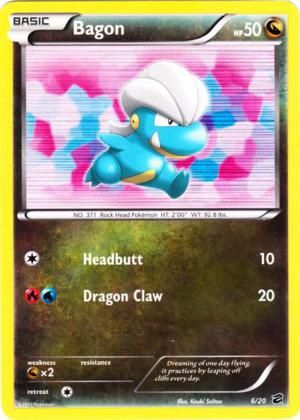 BASIC
Bagon
HP50
NO. 371 Rock Head Pokémon HT: 2'00" WT: 92.8 lbs.
Headbutt 10
Dragon Claw 20
weakness
×2
resistance
retreat
Dreaming of one day flying,
it practices by leaping off
cliffs every day.
Illus. Kouki Saitou
6/20